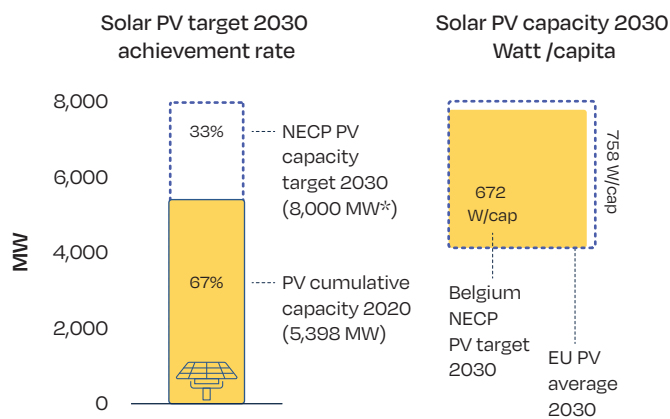 Solar PV target 2030
achievement rate
MW
8,000
6,000
4,000
2,000
0
33%
67%
NECP PV
capacity
target 2030
(8,000 MW*)
PV cumulative
capacity 2020
(5,398 MW)
Solar PV capacity 2030
Watt /capita
672
W/cap
758 W/cap
Belgium
NECP
PV target
2030
EU PV
average
2030